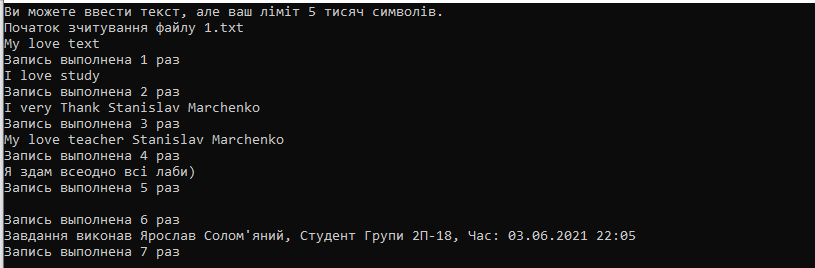 Ви можете ввести текст, але ваш ліміт 5 тисяч символів.
Початок зчитування файлу 1.txt
My love text
Запись выполнена 1 раз
I love study
Запись выполнена 2 раз
I very Thank Stanislav Marchenko
Запись выполнена 3 раз
My love teacher Stanislav Marchenko
Запись выполнена 4 раз
Я здам всеодно всі лаби)
Запись выполнена 5 раз
Запись выполнена 6 раз
Завдання виконав Ярослав Солом'яний, Студент Групи 2П-18, Час: 03.06.2021 22:05
Запись выполнена 7 раз